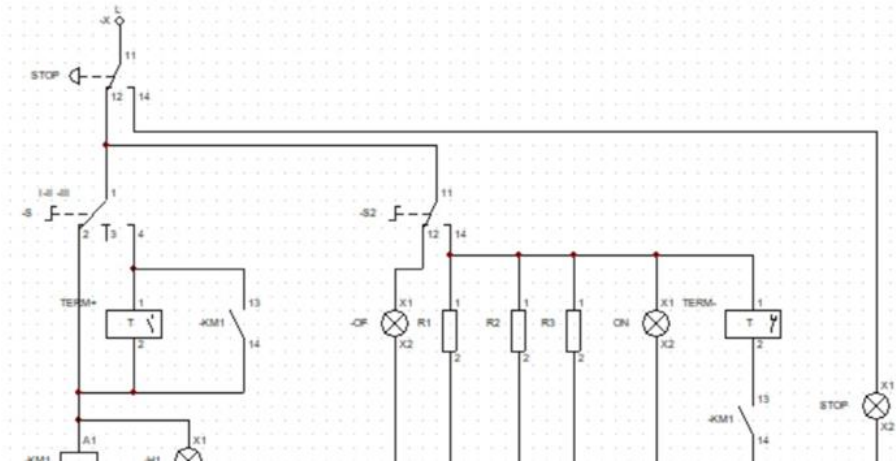 L
-X
11
STOP
12 14
I-II -III
1
-S
2 3 4
11
-S2
12 14
TERM+
1
T
2
13
-KM1
14
X1
-OF
X2
1
R1
2
1
R2
2
1
R3
2
X1
ON
X2
TERM-
1
T
2
13
-KM1
14
X1
STOP
X2
A1
-KM1
X1
-H1